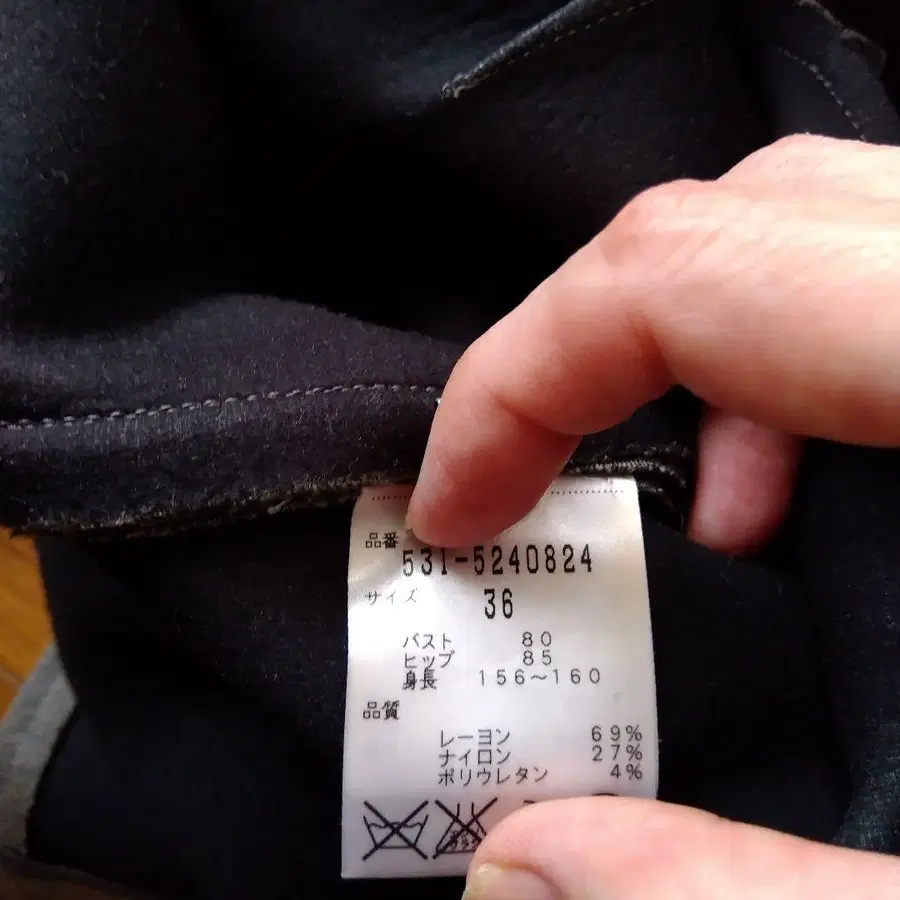 品番
531-5240824
サイズ 36
バスト 80
ヒップ 85
身長 156〜160
品質
レーヨン 69%
ナイロン 27%
ポリウレタン 4%